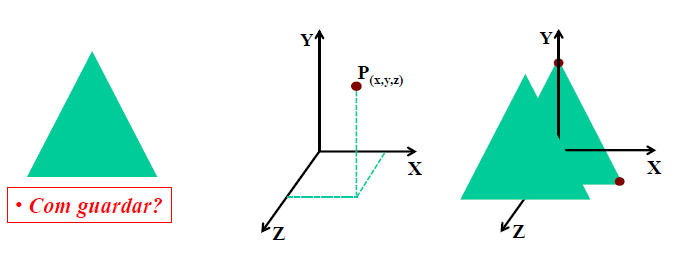 • Com guardar?
Y
P(x,y,z)
X
Z
Y
X
Z